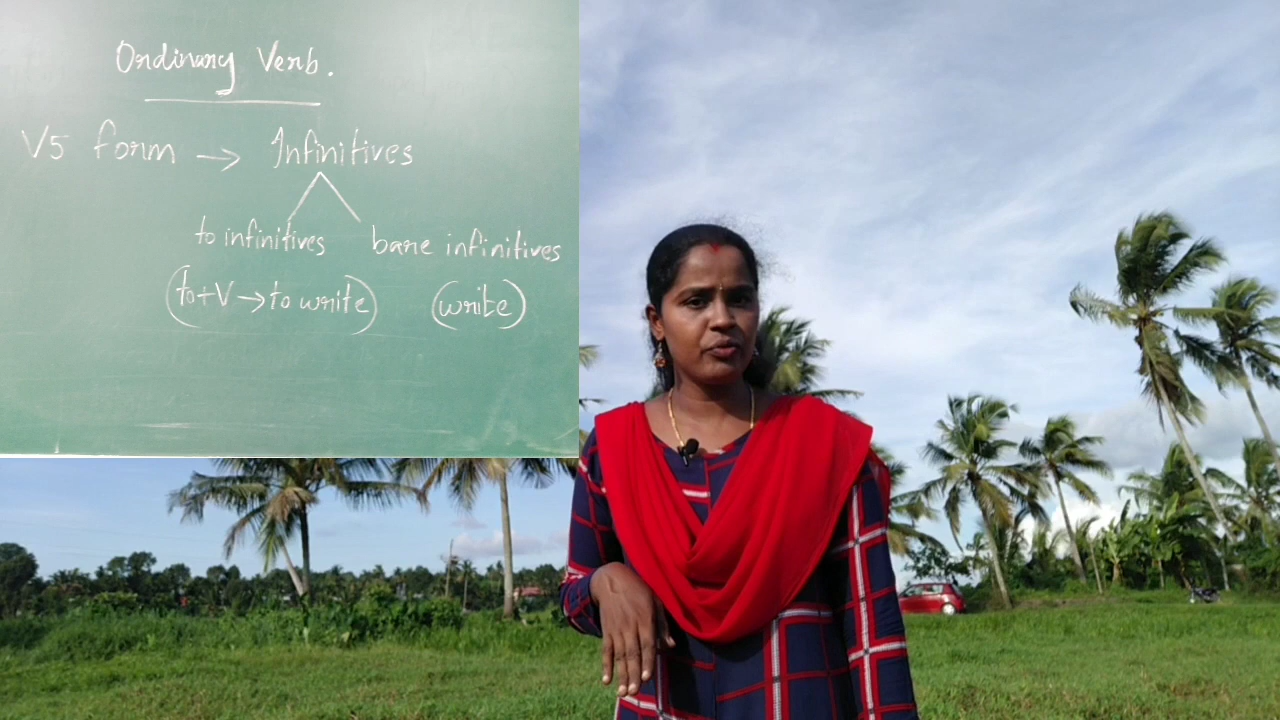 Ordinary Verb.
V5 form → Infinitives
to infinitives bare infinitives
(to+V → to write) (write)